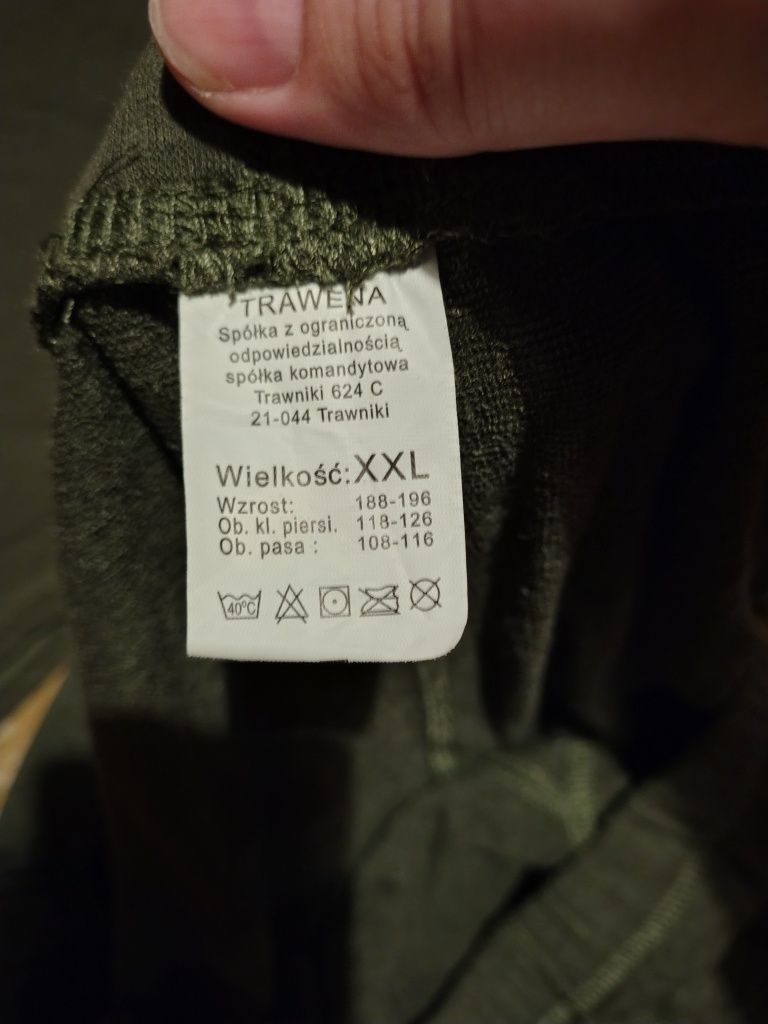 TRAWENA
Spółka z ograniczoną
odpowiedzialnością
spółka komandytowa
Trawniki 624 C
21-044 Trawniki
Wielkość: XXL
Wzrost: 188-196
Ob. kl. piersi. 118-126
Ob. pasa : 108-116
40°C